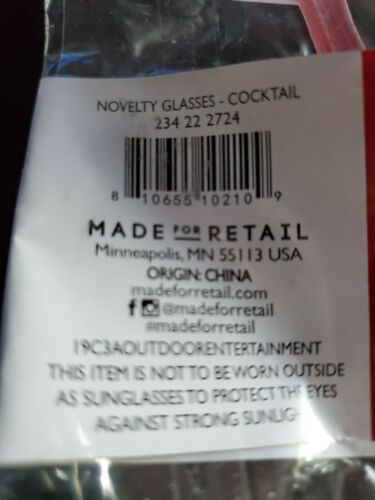 NOVELTY GLASSES - COCKTAIL
234 22 2724
8 10655 10210 9
MADE FOR RETAIL
Minneapolis, MN 55113 USA
ORIGIN: CHINA
madeforretail.com
f @madeforretail
#madeforretail
19C3AOUTDOORENTERTAINMENT
THIS ITEM IS NOT TO BE WORN OUTSIDE
AS SUNGLASSES TO PROTECT THE EYES
AGAINST STRONG SUNLIGH